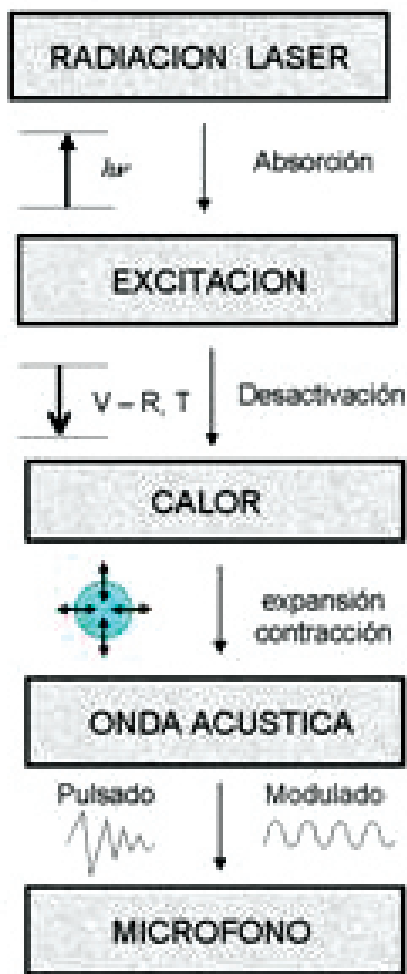 RADIACION LASER
hν
Absorción
EXCITACION
V – R, T
Desactivación
CALOR
expansión
contracción
ONDA ACUSTICA
Pulsado
Modulado
MICROFONO